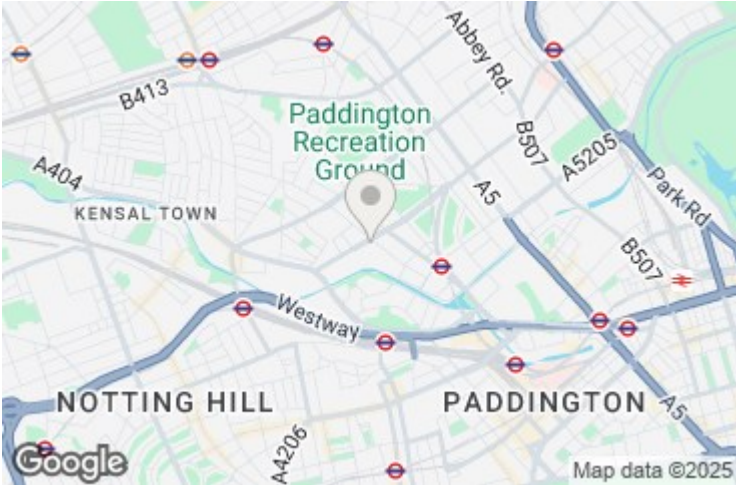 Abbey Rd.
B413
Paddington
Recreation
Ground
B507
A5205
A404
Park Rd
KENSAL TOWN
A5
B507
Westway
NOTTING HILL
PADDINGTON
A5
A4206
Google
Map data ©2025